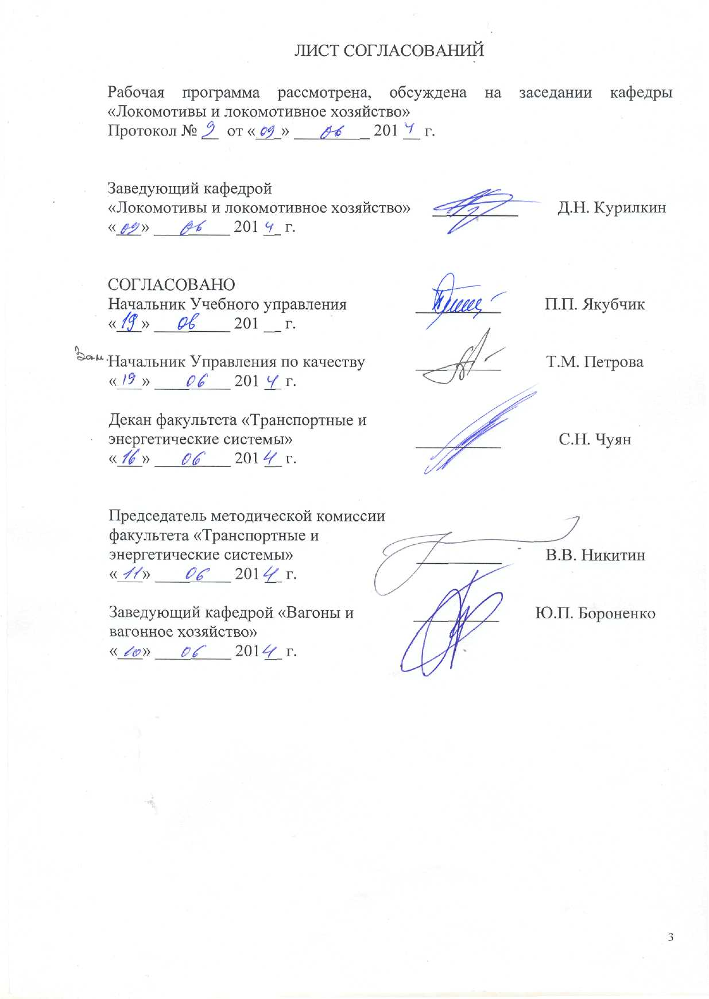 ЛИСТ СОГЛАСОВАНИЙ
Рабочая программа рассмотрена, обсуждена на заседании кафедры
«Локомотивы и локомотивное хозяйство»
Протокол № 9 от «09» 06 2014 г.
Заведующий кафедрой
«Локомотивы и локомотивное хозяйство» Д.Н. Курилкин
«09» 06 2014 г.
СОГЛАСОВАНО
Начальник Учебного управления П.П. Якубчик
«19» 06 201 __ г.
Зам. Начальник Управления по качеству Т.М. Петрова
«19» 06 2014 г.
Декан факультета «Транспортные и
энергетические системы» С.Н. Чуян
«16» 06 2014 г.
Председатель методической комиссии
факультета «Транспортные и
энергетические системы» В.В. Никитин
«11» 06 2014 г.
Заведующий кафедрой «Вагоны и Ю.П. Бороненко
вагонное хозяйство»
«10» 06 2014 г.
3